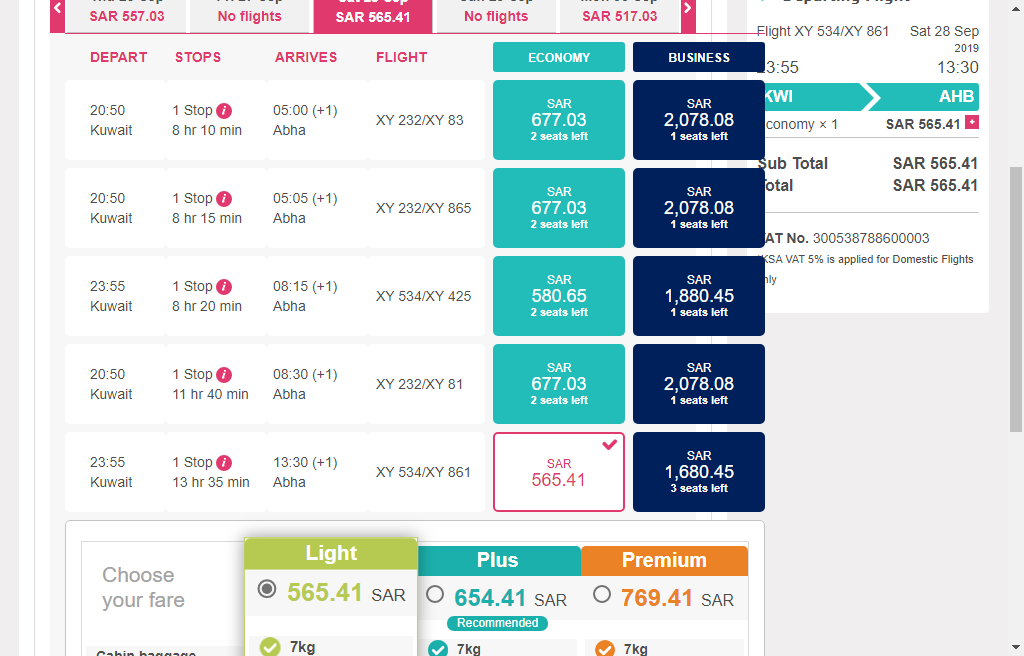 SAR 557.03
No flights
SAR 565.41
No flights
SAR 517.03
DEPART STOPS ARRIVES FLIGHT ECONOMY BUSINESS
20:50 1 Stop i 05:00 (+1)
Kuwait 8 hr 10 min Abha
XY 232/XY 83
SAR
677.03
2 seats left
SAR
2,078.08
1 seats left
20:50 1 Stop i 05:05 (+1)
Kuwait 8 hr 15 min Abha
XY 232/XY 865
SAR
677.03
2 seats left
SAR
2,078.08
1 seats left
23:55 1 Stop i 08:15 (+1)
Kuwait 8 hr 20 min Abha
XY 534/XY 425
SAR
580.65
2 seats left
SAR
1,880.45
1 seats left
20:50 1 Stop i 08:30 (+1)
Kuwait 11 hr 40 min Abha
XY 232/XY 81
SAR
677.03
2 seats left
SAR
2,078.08
1 seats left
23:55 1 Stop i 13:30 (+1)
Kuwait 13 hr 35 min Abha
XY 534/XY 861
SAR
565.41
SAR
1,680.45
3 seats left
Choose
your fare
Light
565.41 SAR
7kg
Plus
654.41 SAR
Recommended
7kg
Premium
769.41 SAR
7kg
Cabin baggage
Flight XY 534/XY 861 Sat 28 Sep
2019
23:55 13:30
KWI AHB
Economy × 1 SAR 565.41 +
Sub Total SAR 565.41
Total SAR 565.41
VAT No. 300538788600003
KSA VAT 5% is applied for Domestic Flights
only